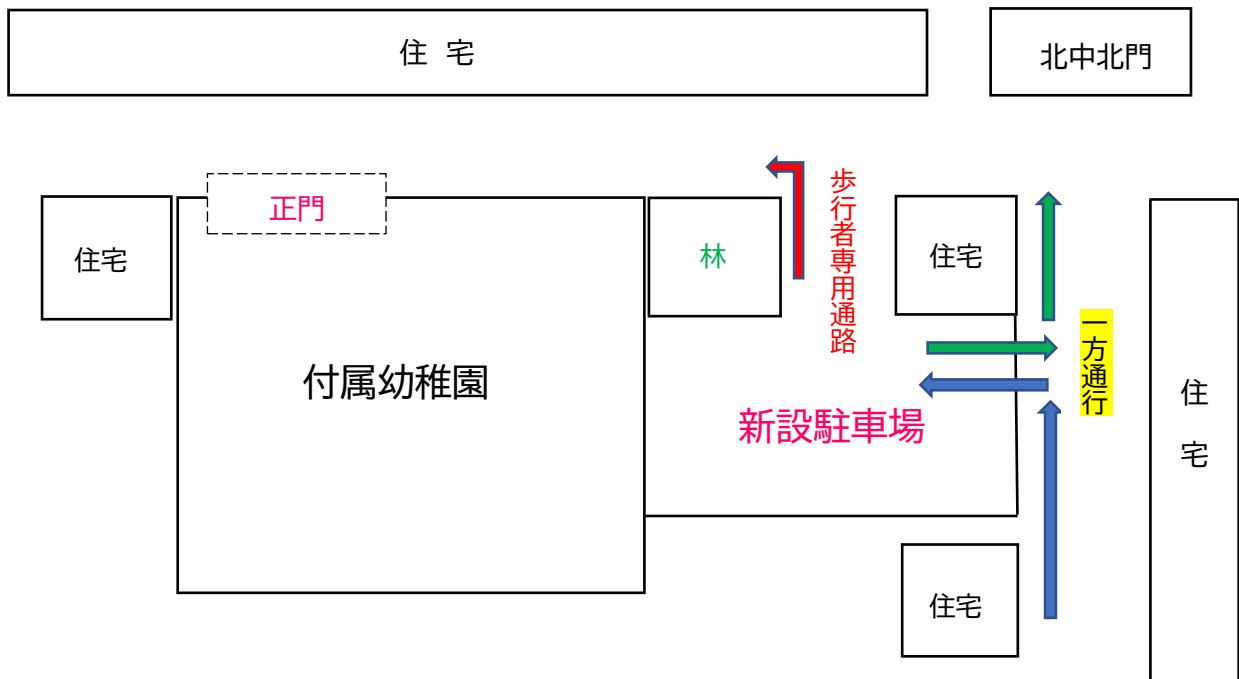 住 宅
北中北門
正門
住宅
林
歩行者専用通路
住宅
一方通行
付属幼稚園
新設駐車場
住宅
住宅